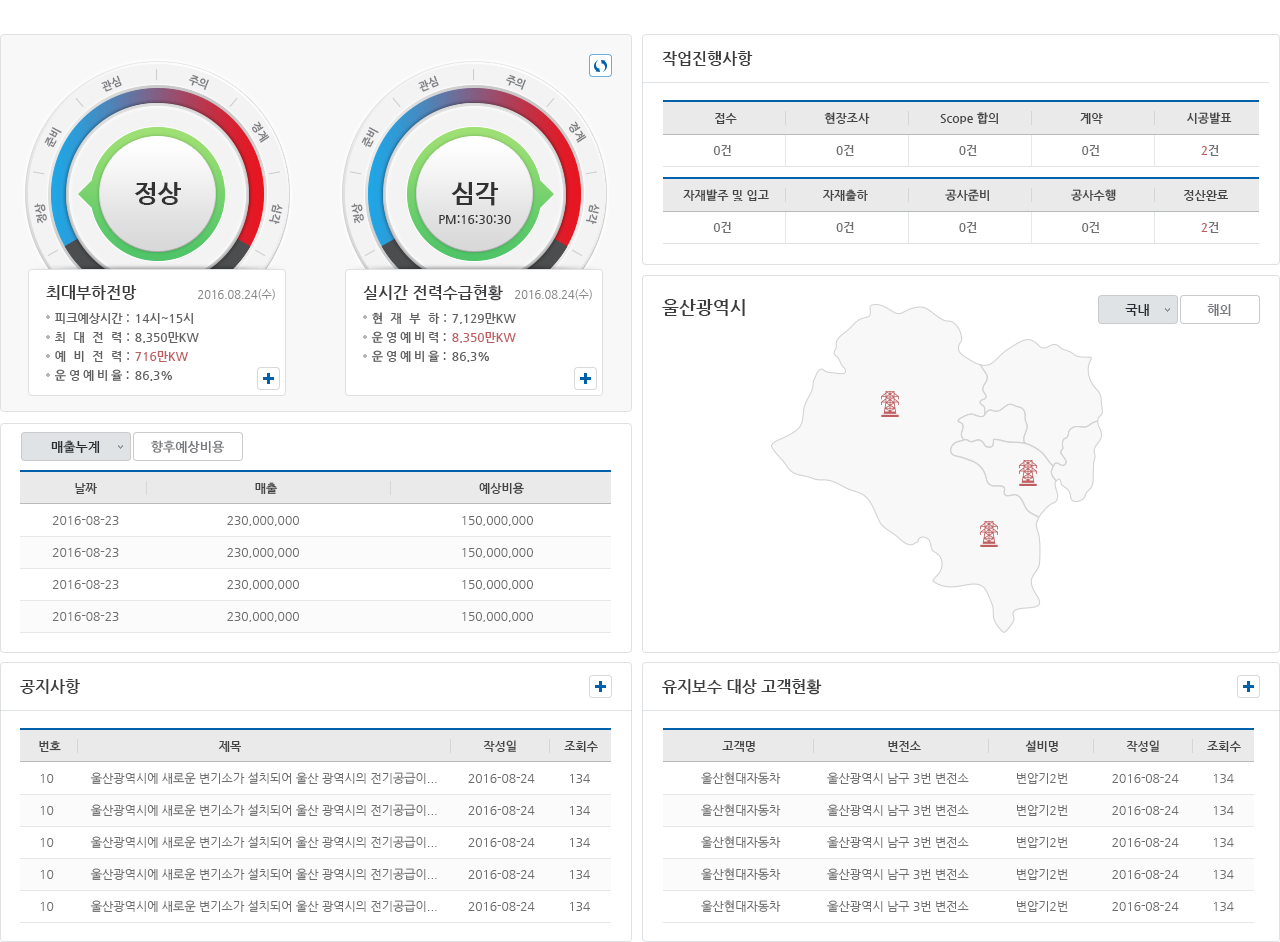 준비 관심 주의 경계 심각 정상
정상
최대부하전망 2016.08.24(수)
피크예상시간 : 14시~15시
최 대 전 력 : 8,350만KW
예 비 전 력 : 716만KW
운영예비율 : 86.3%
준비 관심 주의 경계 심각 정상
심각
PM:16:30:30
실시간 전력수급현황 2016.08.24(수)
현 재 부 하 : 7,129만KW
운영예비력 : 8,350만KW
운영예비율 : 86.3%
작업진행사항
접수 현장조사 Scope 합의 계약 시공발표
0건 0건 0건 0건 2건
자재발주 및 입고 자재출하 공사준비 공사수행 정산완료
0건 0건 0건 0건 2건
울산광역시 국내 해외
매출누계 향후예상비용
날짜 매출 예상비용
2016-08-23 230,000,000 150,000,000
2016-08-23 230,000,000 150,000,000
2016-08-23 230,000,000 150,000,000
2016-08-23 230,000,000 150,000,000
공지사항
번호 제목 작성일 조회수
10 울산광역시에 새로운 변기소가 설치되어 울산 광역시의 전기공급이... 2016-08-24 134
10 울산광역시에 새로운 변기소가 설치되어 울산 광역시의 전기공급이... 2016-08-24 134
10 울산광역시에 새로운 변기소가 설치되어 울산 광역시의 전기공급이... 2016-08-24 134
10 울산광역시에 새로운 변기소가 설치되어 울산 광역시의 전기공급이... 2016-08-24 134
10 울산광역시에 새로운 변기소가 설치되어 울산 광역시의 전기공급이... 2016-08-24 134
유지보수 대상 고객현황
고객명 변전소 설비명 작성일 조회수
울산현대자동차 울산광역시 남구 3번 변전소 변압기2번 2016-08-24 134
울산현대자동차 울산광역시 남구 3번 변전소 변압기2번 2016-08-24 134
울산현대자동차 울산광역시 남구 3번 변전소 변압기2번 2016-08-24 134
울산현대자동차 울산광역시 남구 3번 변전소 변압기2번 2016-08-24 134
울산현대자동차 울산광역시 남구 3번 변전소 변압기2번 2016-08-24 134